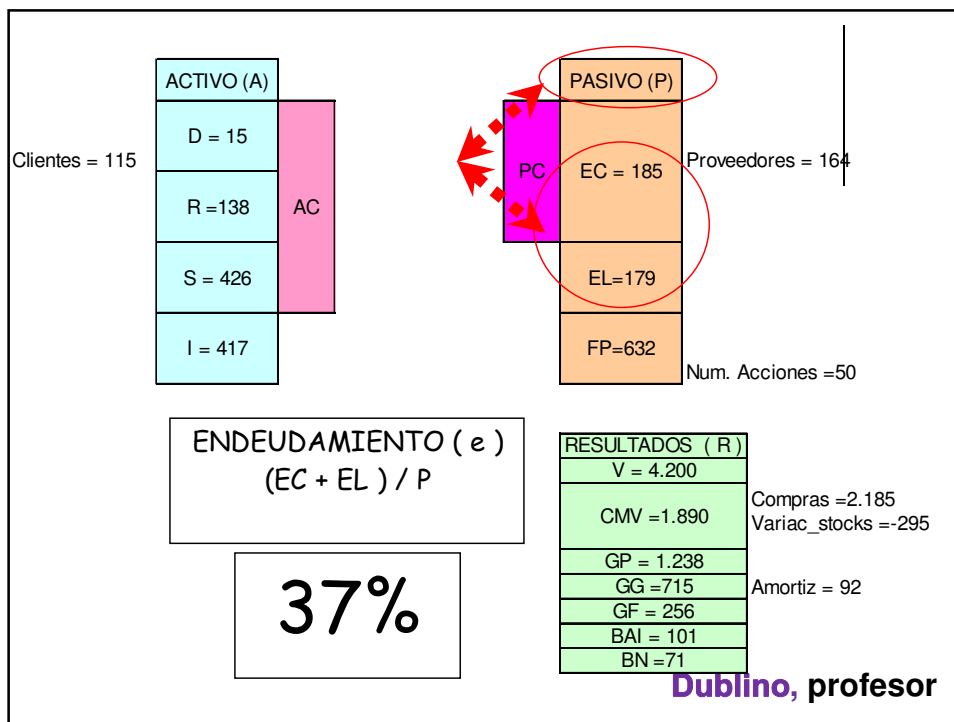 ACTIVO (A)
D = 15
Clientes = 115
R =138
AC
S = 426
I = 417
PASIVO (P)
PC
EC = 185
Proveedores = 164
EL=179
FP=632
Num. Acciones =50
ENDEUDAMIENTO ( e )
(EC + EL ) / P
37%
RESULTADOS ( R )
V = 4.200
CMV =1.890
Compras =2.185
Variac_stocks =-295
GP = 1.238
GG =715
Amortiz = 92
GF = 256
BAI = 101
BN =71
Dublino, profesor